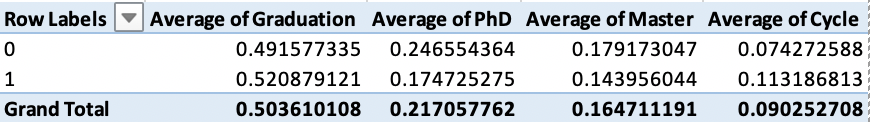 Row Labels Average of Graduation Average of PhD Average of Master Average of Cycle
0 0.491577335 0.246554364 0.179173047 0.074272588
1 0.520879121 0.174725275 0.143956044 0.113186813
Grand Total 0.503610108 0.217057762 0.164711191 0.090252708